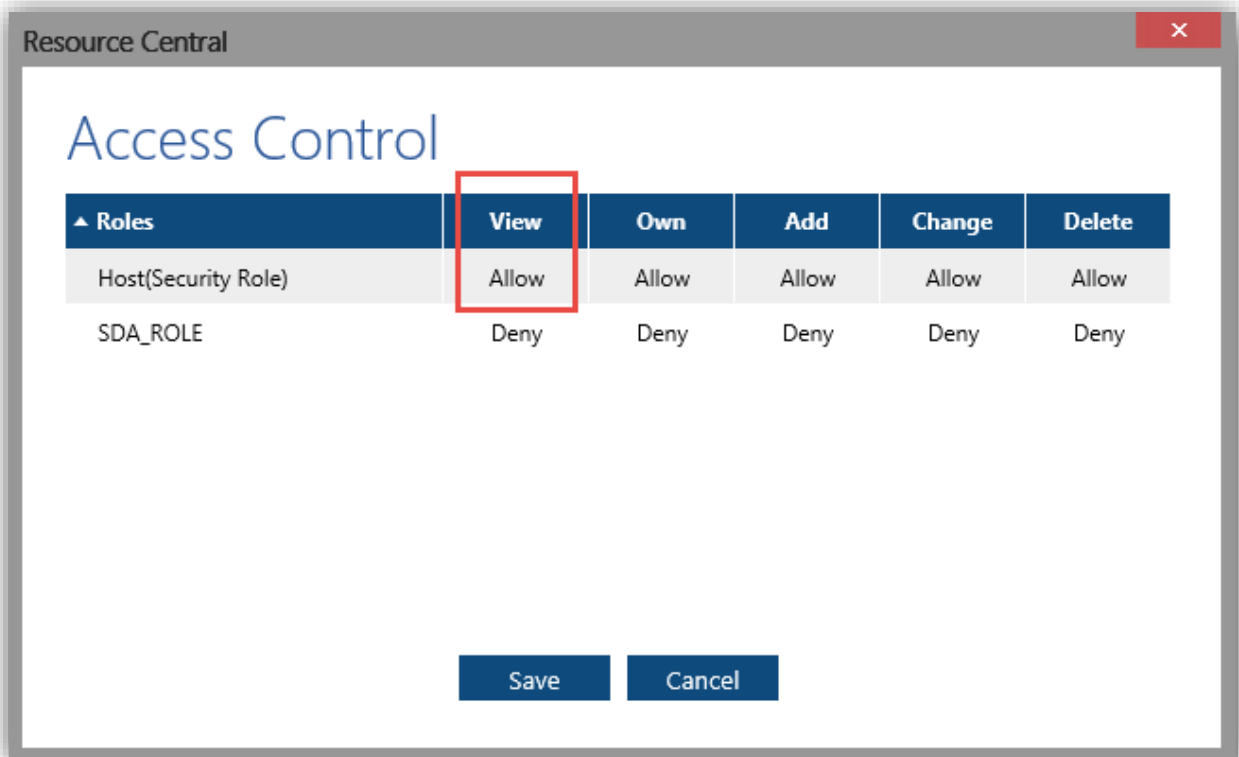 Resource Central
Access Control
Roles View Own Add Change Delete
Host(Security Role) Allow Allow Allow Allow Allow
SDA_ROLE Deny Deny Deny Deny Deny
Save Cancel